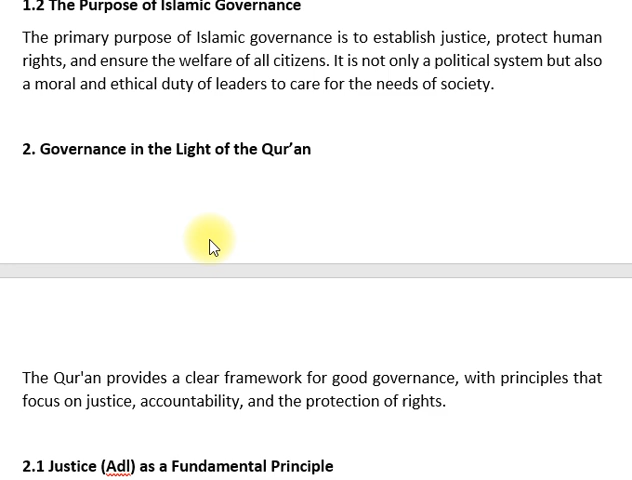 1.2 The Purpose of Islamic Governance
The primary purpose of Islamic governance is to establish justice, protect human
rights, and ensure the welfare of all citizens. It is not only a political system but also
a moral and ethical duty of leaders to care for the needs of society.
2. Governance in the Light of the Qur’an
The Qur'an provides a clear framework for good governance, with principles that
focus on justice, accountability, and the protection of rights.
2.1 Justice (Adl) as a Fundamental Principle